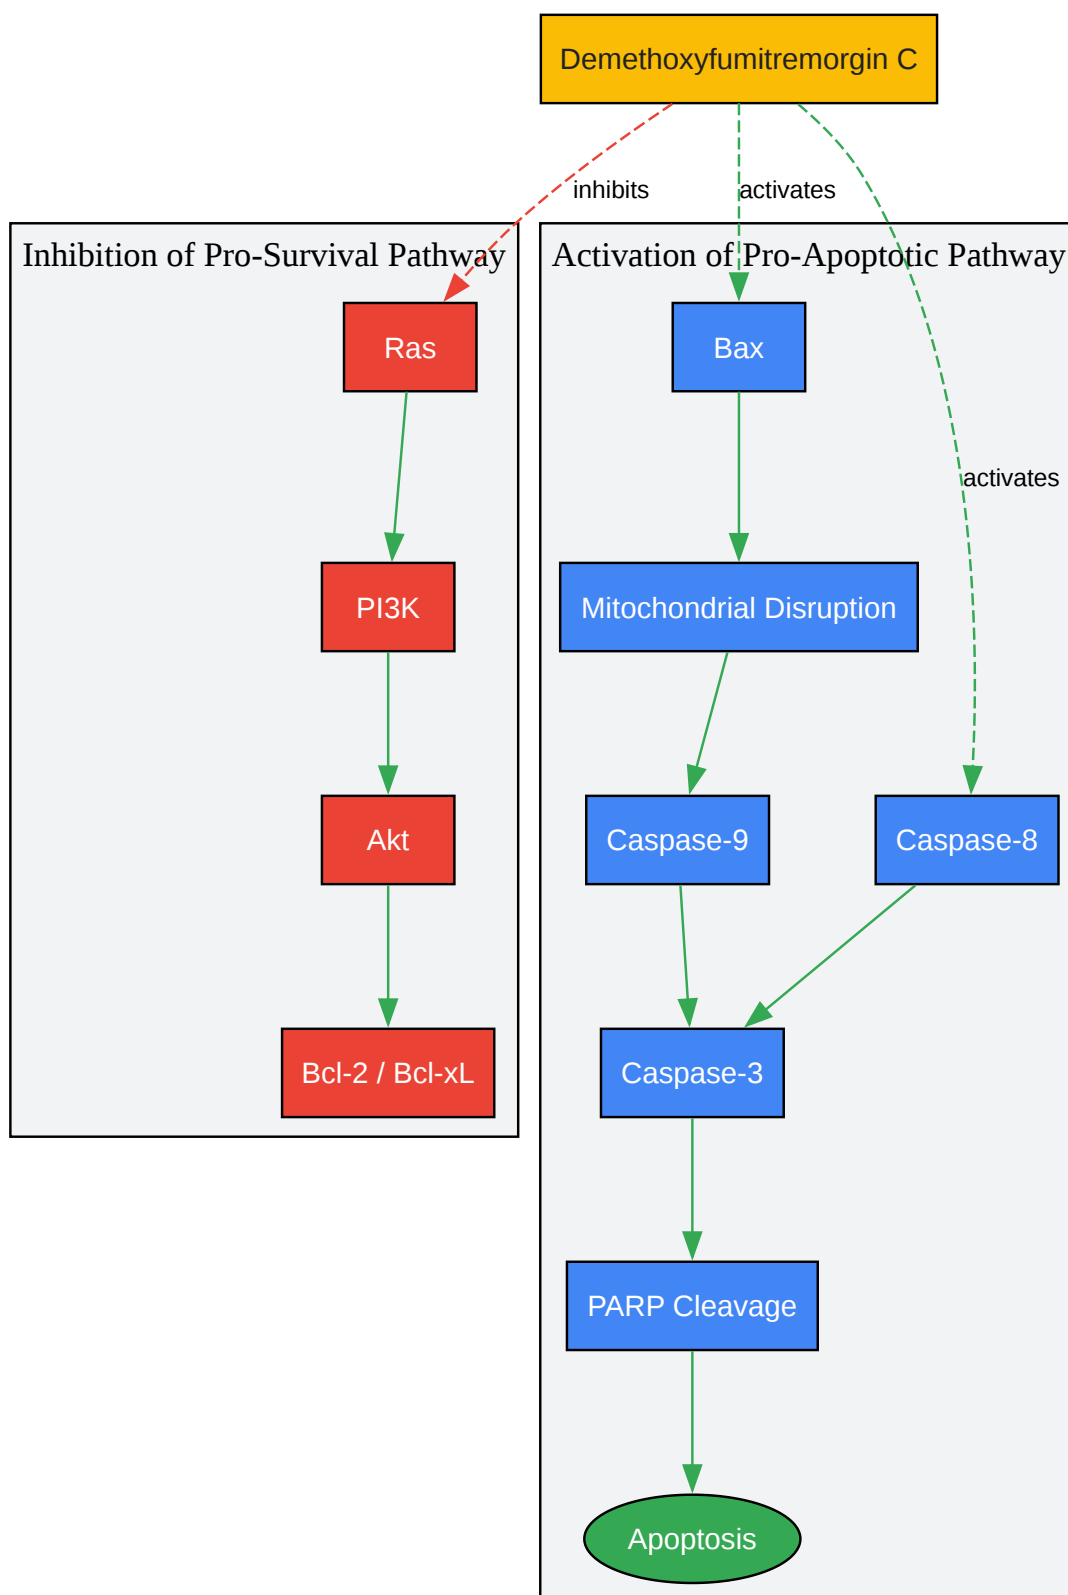 Demethoxyfumitremorgin C
inhibits
activates
Inhibition of Pro-Survival Pathway
Activation of Pro-Apoptotic Pathway
Ras
Bax
activates
PI3K
Mitochondrial Disruption
Akt
Caspase-9
Caspase-8
Bcl-2 / Bcl-xL
Caspase-3
PARP Cleavage
Apoptosis